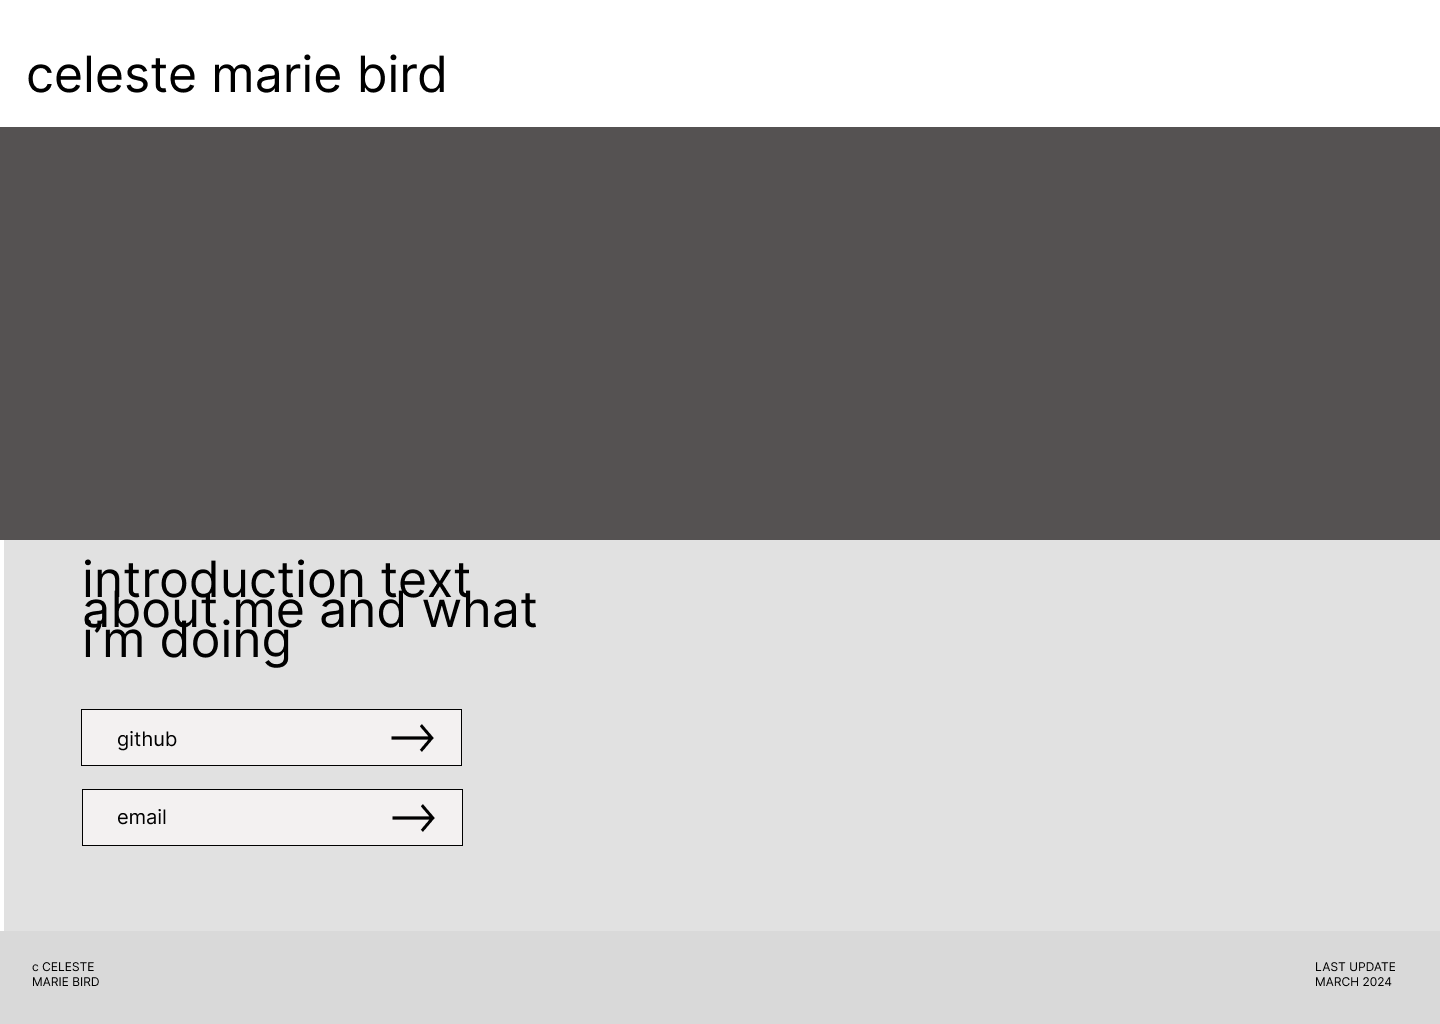 celeste marie bird
introduction text
about me and what
i’m doing
github
email
c CELESTE
MARIE BIRD
LAST UPDATE
MARCH 2024